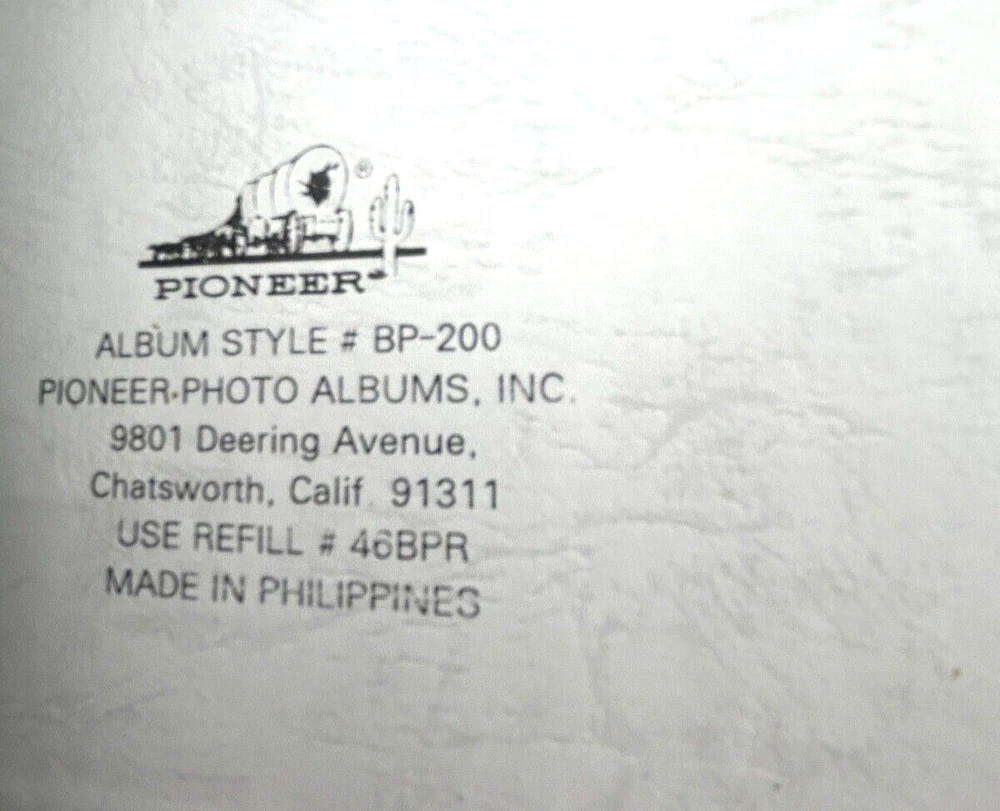 ®
PIONEER™
ALBUM STYLE # BP-200
PIONEER PHOTO ALBUMS, INC.
9801 Deering Avenue,
Chatsworth, Calif. 91311
USE REFILL # 46BPR
MADE IN PHILIPPINES